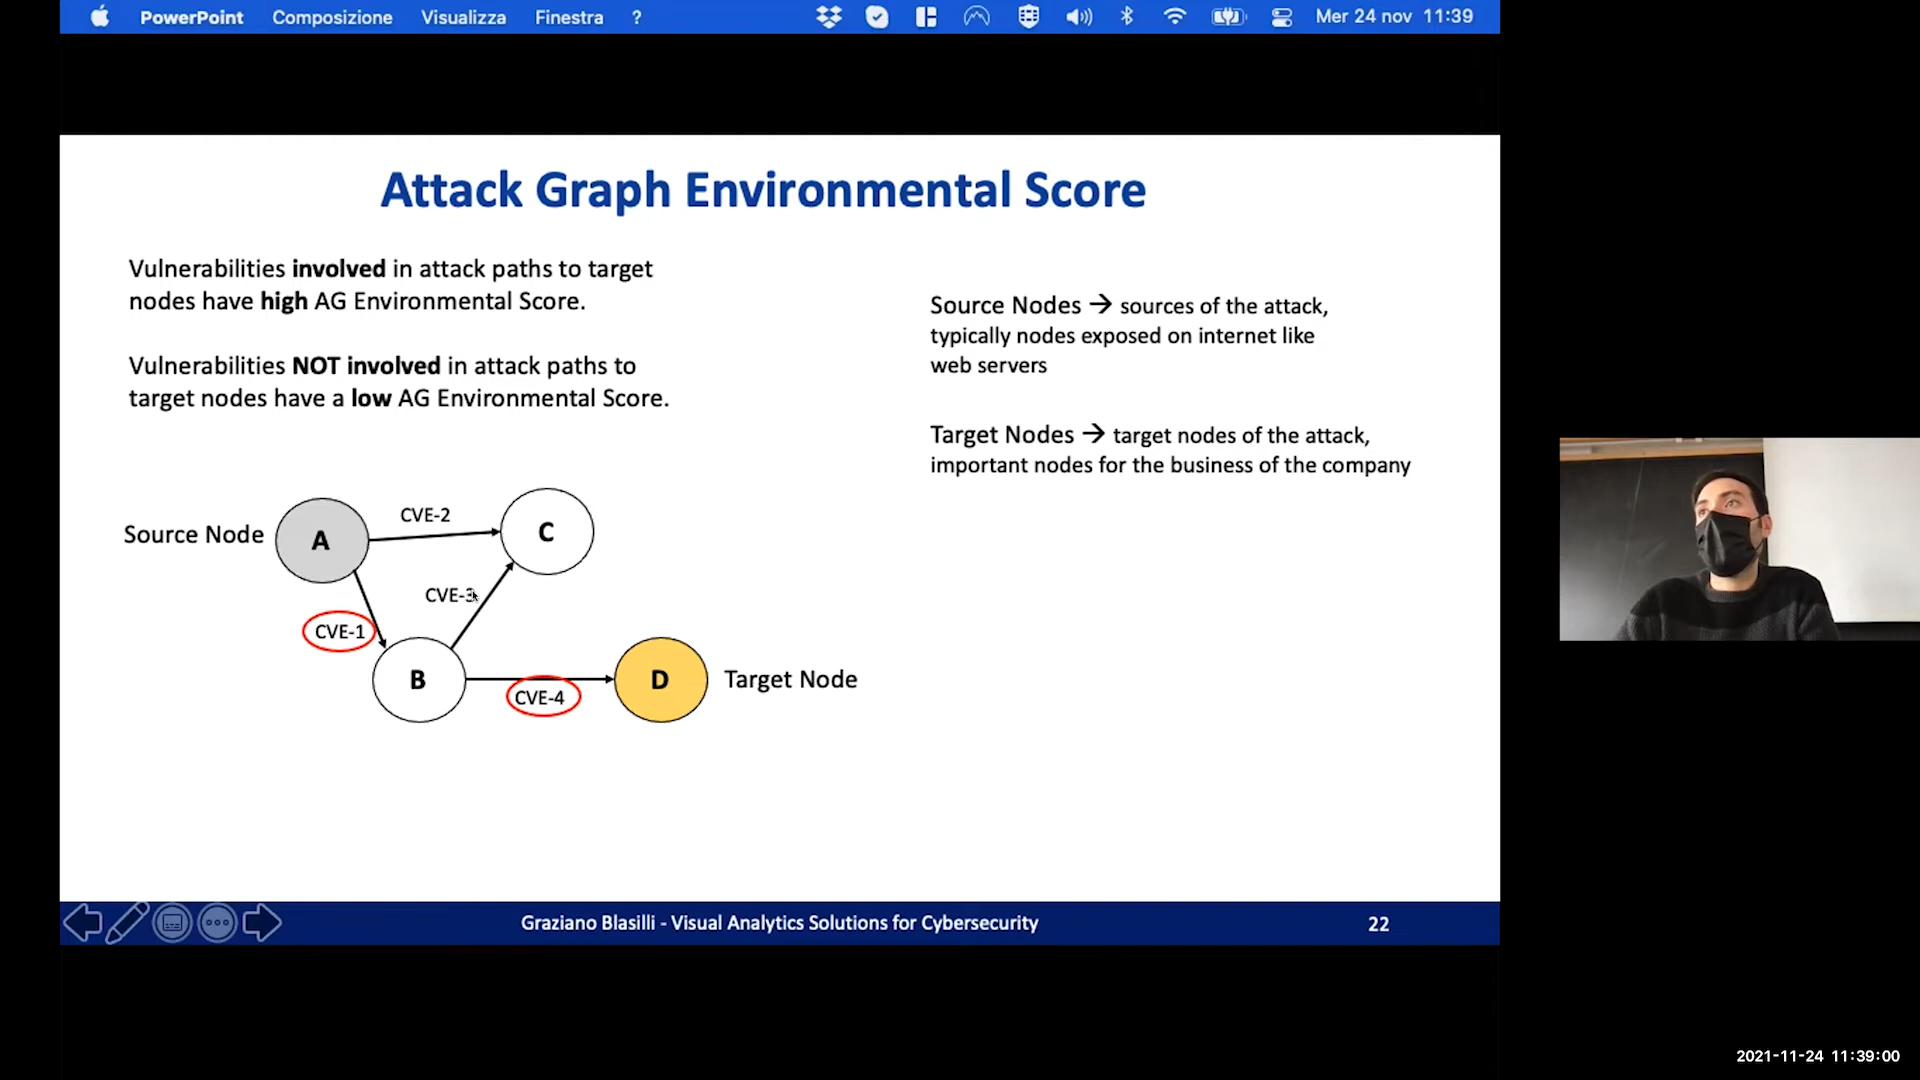 PowerPoint Composizione Visualizza Finestra ? Mer 24 nov 11:39
Attack Graph Environmental Score
Vulnerabilities involved in attack paths to target
nodes have high AG Environmental Score.
Vulnerabilities NOT involved in attack paths to
target nodes have a low AG Environmental Score.
Source Nodes → sources of the attack,
typically nodes exposed on internet like
web servers
Target Nodes → target nodes of the attack,
important nodes for the business of the company
Source Node
A
CVE-2
C
CVE-3
CVE-1
B
CVE-4
D
Target Node
Graziano Blasilli - Visual Analytics Solutions for Cybersecurity
22
2021-11-24 11:39:00